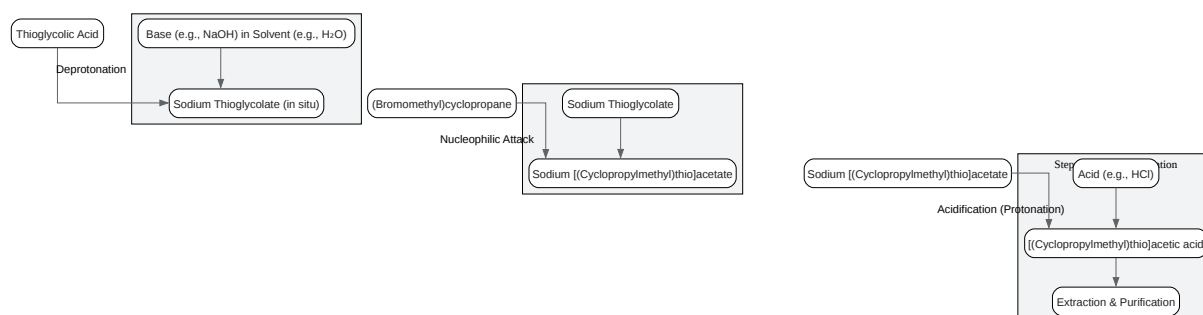 Thioglycolic Acid
Base (e.g., NaOH) in Solvent (e.g., H₂O)
Deprotonation
Sodium Thioglycolate (in situ)
(Bromomethyl)cyclopropane
Sodium Thioglycolate
Nucleophilic Attack
Sodium [(Cyclopropylmethyl)thio]acetate
Sodium [(Cyclopropylmethyl)thio]acetate
Acid (e.g., HCl)
Acidification (Protonation)
[(Cyclopropylmethyl)thio]acetic acid
Extraction & Purification